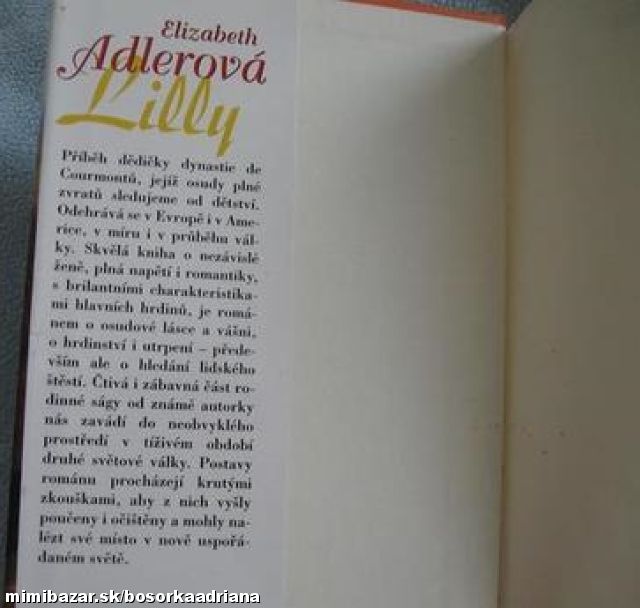 Elizabeth
Adlerová
Lilly
Příběh dědičky dynastie de
Courmontů, jejíž osudy plné
zvratů sledujeme od dětství.
Odehrává se v Evropě i v Ame-
rice, v míru i v průběhu vál-
ky. Skvělá kniha o nezávislé
ženě, plná napětí i romantiky,
s brilantními charakteristika-
mi hlavních hrdinů, je romá-
nem o osudové lásce a vášni,
o hrdinství i utrpení – přede-
vším ale o hledání lidského
štěstí. Čtivá i zábavná část ro-
dinné ságy od známé autorky
nás zavádí do neobvyklého
prostředí v tíživém období
druhé světové války. Postavy
románu procházejí krutými
zkouškami, aby z nich vyšly
poučeny i očištěny a mohly na-
lézt své místo v nově uspořá-
daném světě.
mimibazar.sk/bosorkaadriana